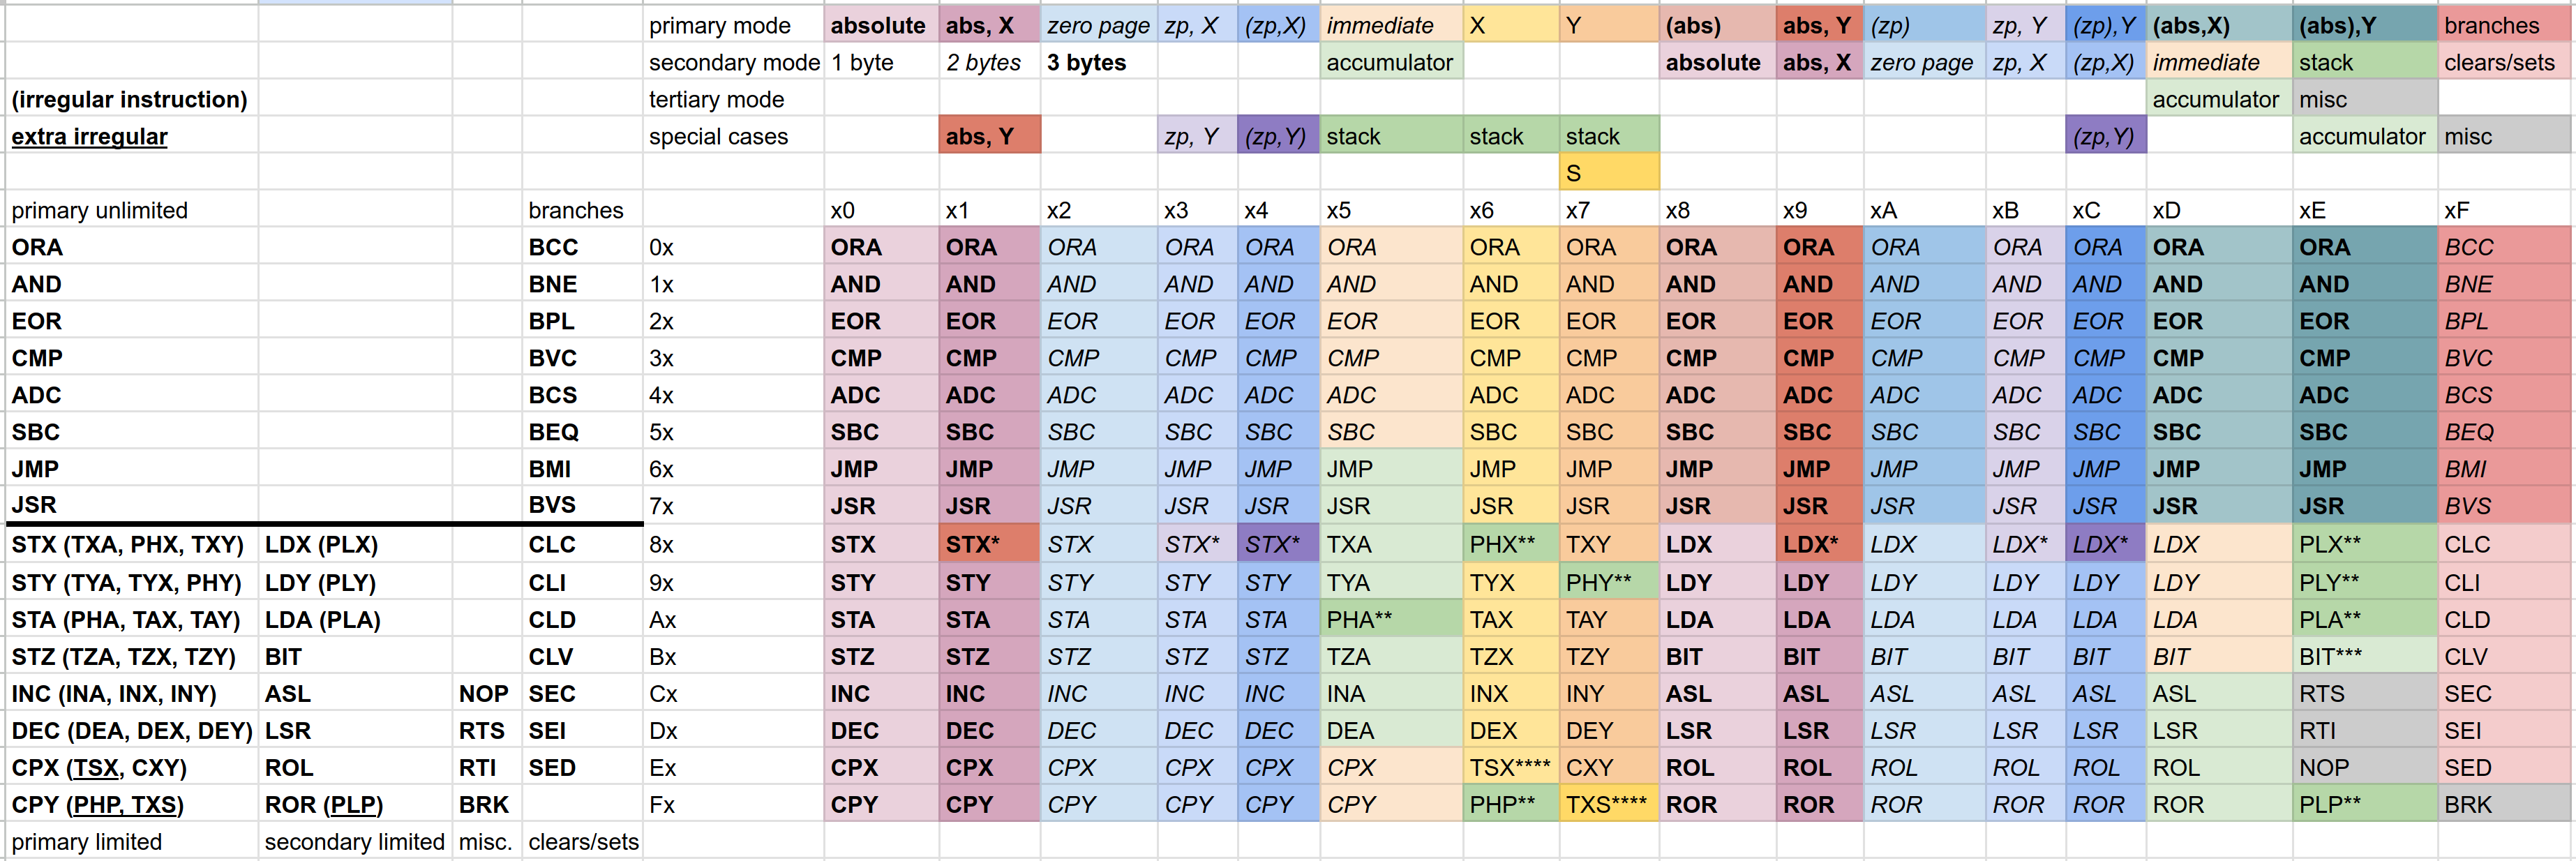 primary mode absolute abs, X zero page zp, X (zp,X) immediate X Y (abs) abs, Y (zp) zp, Y (zp),Y (abs,X) (abs),Y branches
secondary mode 1 byte 2 bytes 3 bytes accumulator absolute abs, X zero page zp, X (zp,X) immediate stack clears/sets
(irregular instruction) tertiary mode accumulator misc
extra irregular special cases abs, Y zp, Y (zp,Y) stack stack stack (zp,Y) accumulator misc
S
primary unlimited branches x0 x1 x2 x3 x4 x5 x6 x7 x8 x9 xA xB xC xD xE xF
ORA BCC 0x ORA ORA ORA ORA ORA ORA ORA ORA ORA ORA ORA ORA ORA ORA ORA BCC
AND BNE 1x AND AND AND AND AND AND AND AND AND AND AND AND AND AND AND BNE
EOR BPL 2x EOR EOR EOR EOR EOR EOR EOR EOR EOR EOR EOR EOR EOR EOR EOR BPL
CMP BVC 3x CMP CMP CMP CMP CMP CMP CMP CMP CMP CMP CMP CMP CMP CMP CMP BVC
ADC BCS 4x ADC ADC ADC ADC ADC ADC ADC ADC ADC ADC ADC ADC ADC ADC ADC BCS
SBC BEQ 5x SBC SBC SBC SBC SBC SBC SBC SBC SBC SBC SBC SBC SBC SBC SBC BEQ
JMP BMI 6x JMP JMP JMP JMP JMP JMP JMP JMP JMP JMP JMP JMP JMP JMP JMP BMI
JSR BVS 7x JSR JSR JSR JSR JSR JSR JSR JSR JSR JSR JSR JSR JSR JSR JSR BVS
STX (TXA, PHX, TXY) LDX (PLX) CLC 8x STX STX* STX STX* STX* TXA PHX** TXY LDX LDX* LDX LDX* LDX* LDX PLX** CLC
STY (TYA, TYX, PHY) LDY (PLY) CLI 9x STY STY STY STY STY TYA TYX PHY** LDY LDY LDY LDY LDY LDY PLY** CLI
STA (PHA, TAX, TAY) LDA (PLA) CLD Ax STA STA STA STA STA PHA** TAX TAY LDA LDA LDA LDA LDA LDA PLA** CLD
STZ (TZA, TZX, TZY) BIT CLV Bx STZ STZ STZ STZ STZ TZA TZX TZY BIT BIT BIT BIT BIT BIT BIT*** CLV
INC (INA, INX, INY) ASL NOP SEC Cx INC INC INC INC INC INA INX INY ASL ASL ASL ASL ASL ASL RTS SEC
DEC (DEA, DEX, DEY) LSR RTS SEI Dx DEC DEC DEC DEC DEC DEA DEX DEY LSR LSR LSR LSR LSR LSR RTI SEI
CPX (TSX, CXY) ROL RTI SED Ex CPX CPX CPX CPX CPX CPX TSX**** CXY ROL ROL ROL ROL ROL ROL NOP SED
CPY (PHP, TXS) ROR (PLP) BRK Fx CPY CPY CPY CPY CPY CPY PHP** TXS**** ROR ROR ROR ROR ROR ROR PLP** BRK
primary limited secondary limited misc. clears/sets